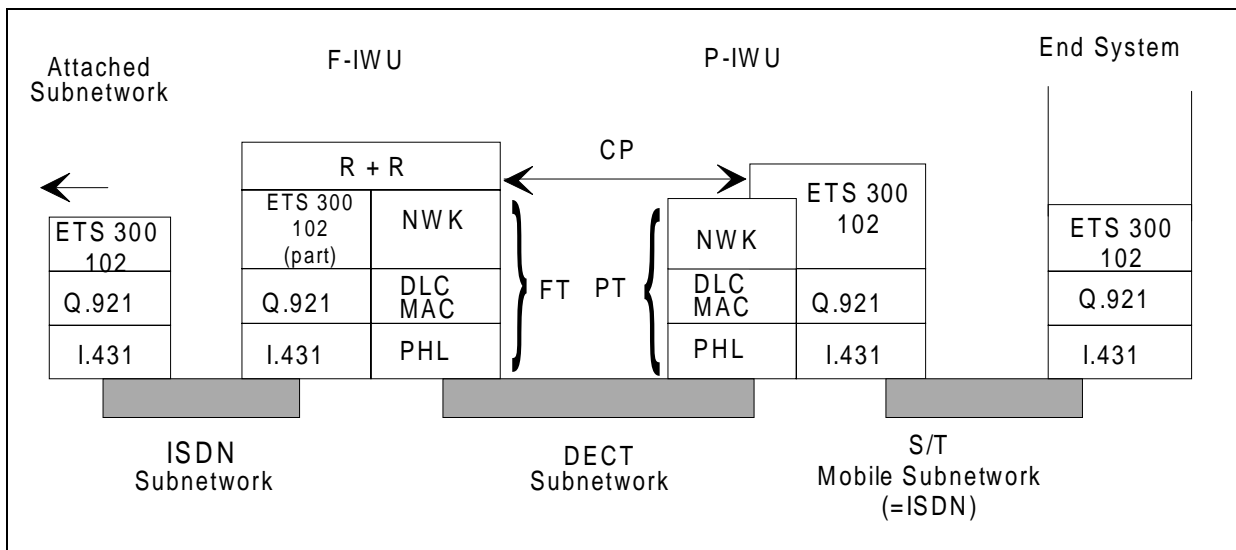 Attached
Subnetwork
F-IWU
P-IWU
End System
R + R
CP
ETS 300
102
Q.921
I.431
ETS 300
102
(part)
NWK
Q.921
DLC
MAC
I.431
PHL
FT
PT
NWK
ETS 300
102
DLC
MAC
Q.921
PHL
I.431
ETS 300
102
Q.921
I.431
ISDN
Subnetwork
DECT
Subnetwork
S/T
Mobile Subnetwork
(=ISDN)